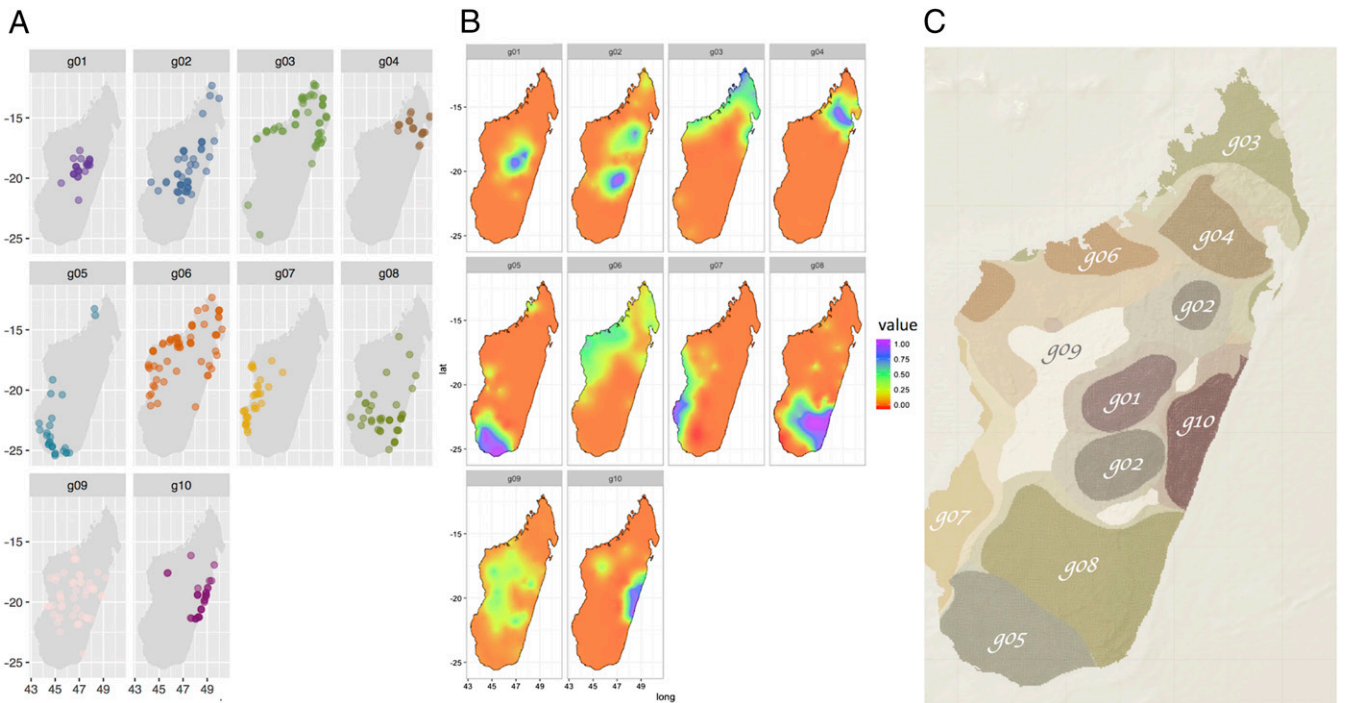 A
g01 g02 g03 g04
-15
-20
-25
g05 g06 g07 g08
-15
-20
-25
g09 g10
-15
-20
-25
43 45 47 49 43 45 47 49
B
g01 g02 g03 g04
-15
-20
-25
g05 g06 g07 g08
-15
-20
-25
g09 g10
-15
-20
-25
43 45 47 49 43 45 47 49
lat
long
value
1.00
0.75
0.50
0.25
0.00
C
g03
g04
g06
g02
g09
g01
g10
g02
g07
g08
g05